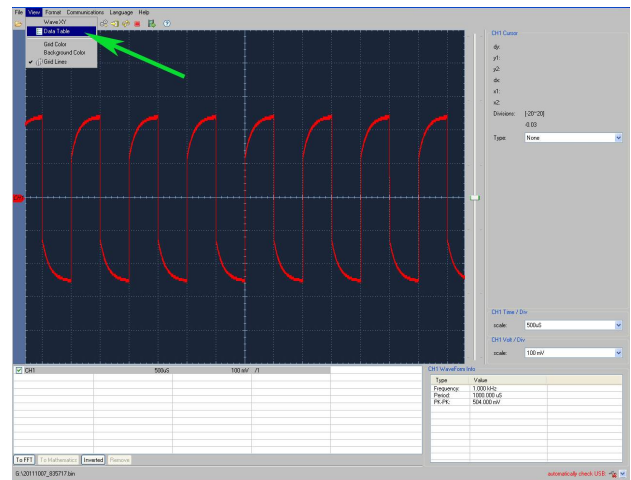 File View Format Communications Language Help
Wave XY
Data Table
Grid Color
Background Color
Grid Lines
CH1
CH1 Cursor
dy:
y1:
y2:
dx:
x1:
x2:
Divisions: [-20~20]
-0.03
Type: None
CH1 Time / Div
scale: 500uS
CH1 Volt / Div
scale: 100 mV
CH1 500uS 100 mV /1
CH1 WaveForm Info
Type Value
Frequency: 1.000 kHz
Period: 1000.000 uS
PK-PK: 504.000 mV
To FFT To Mathematics Inverted Remove
G:\20111007_835717.bin
automatically check USB